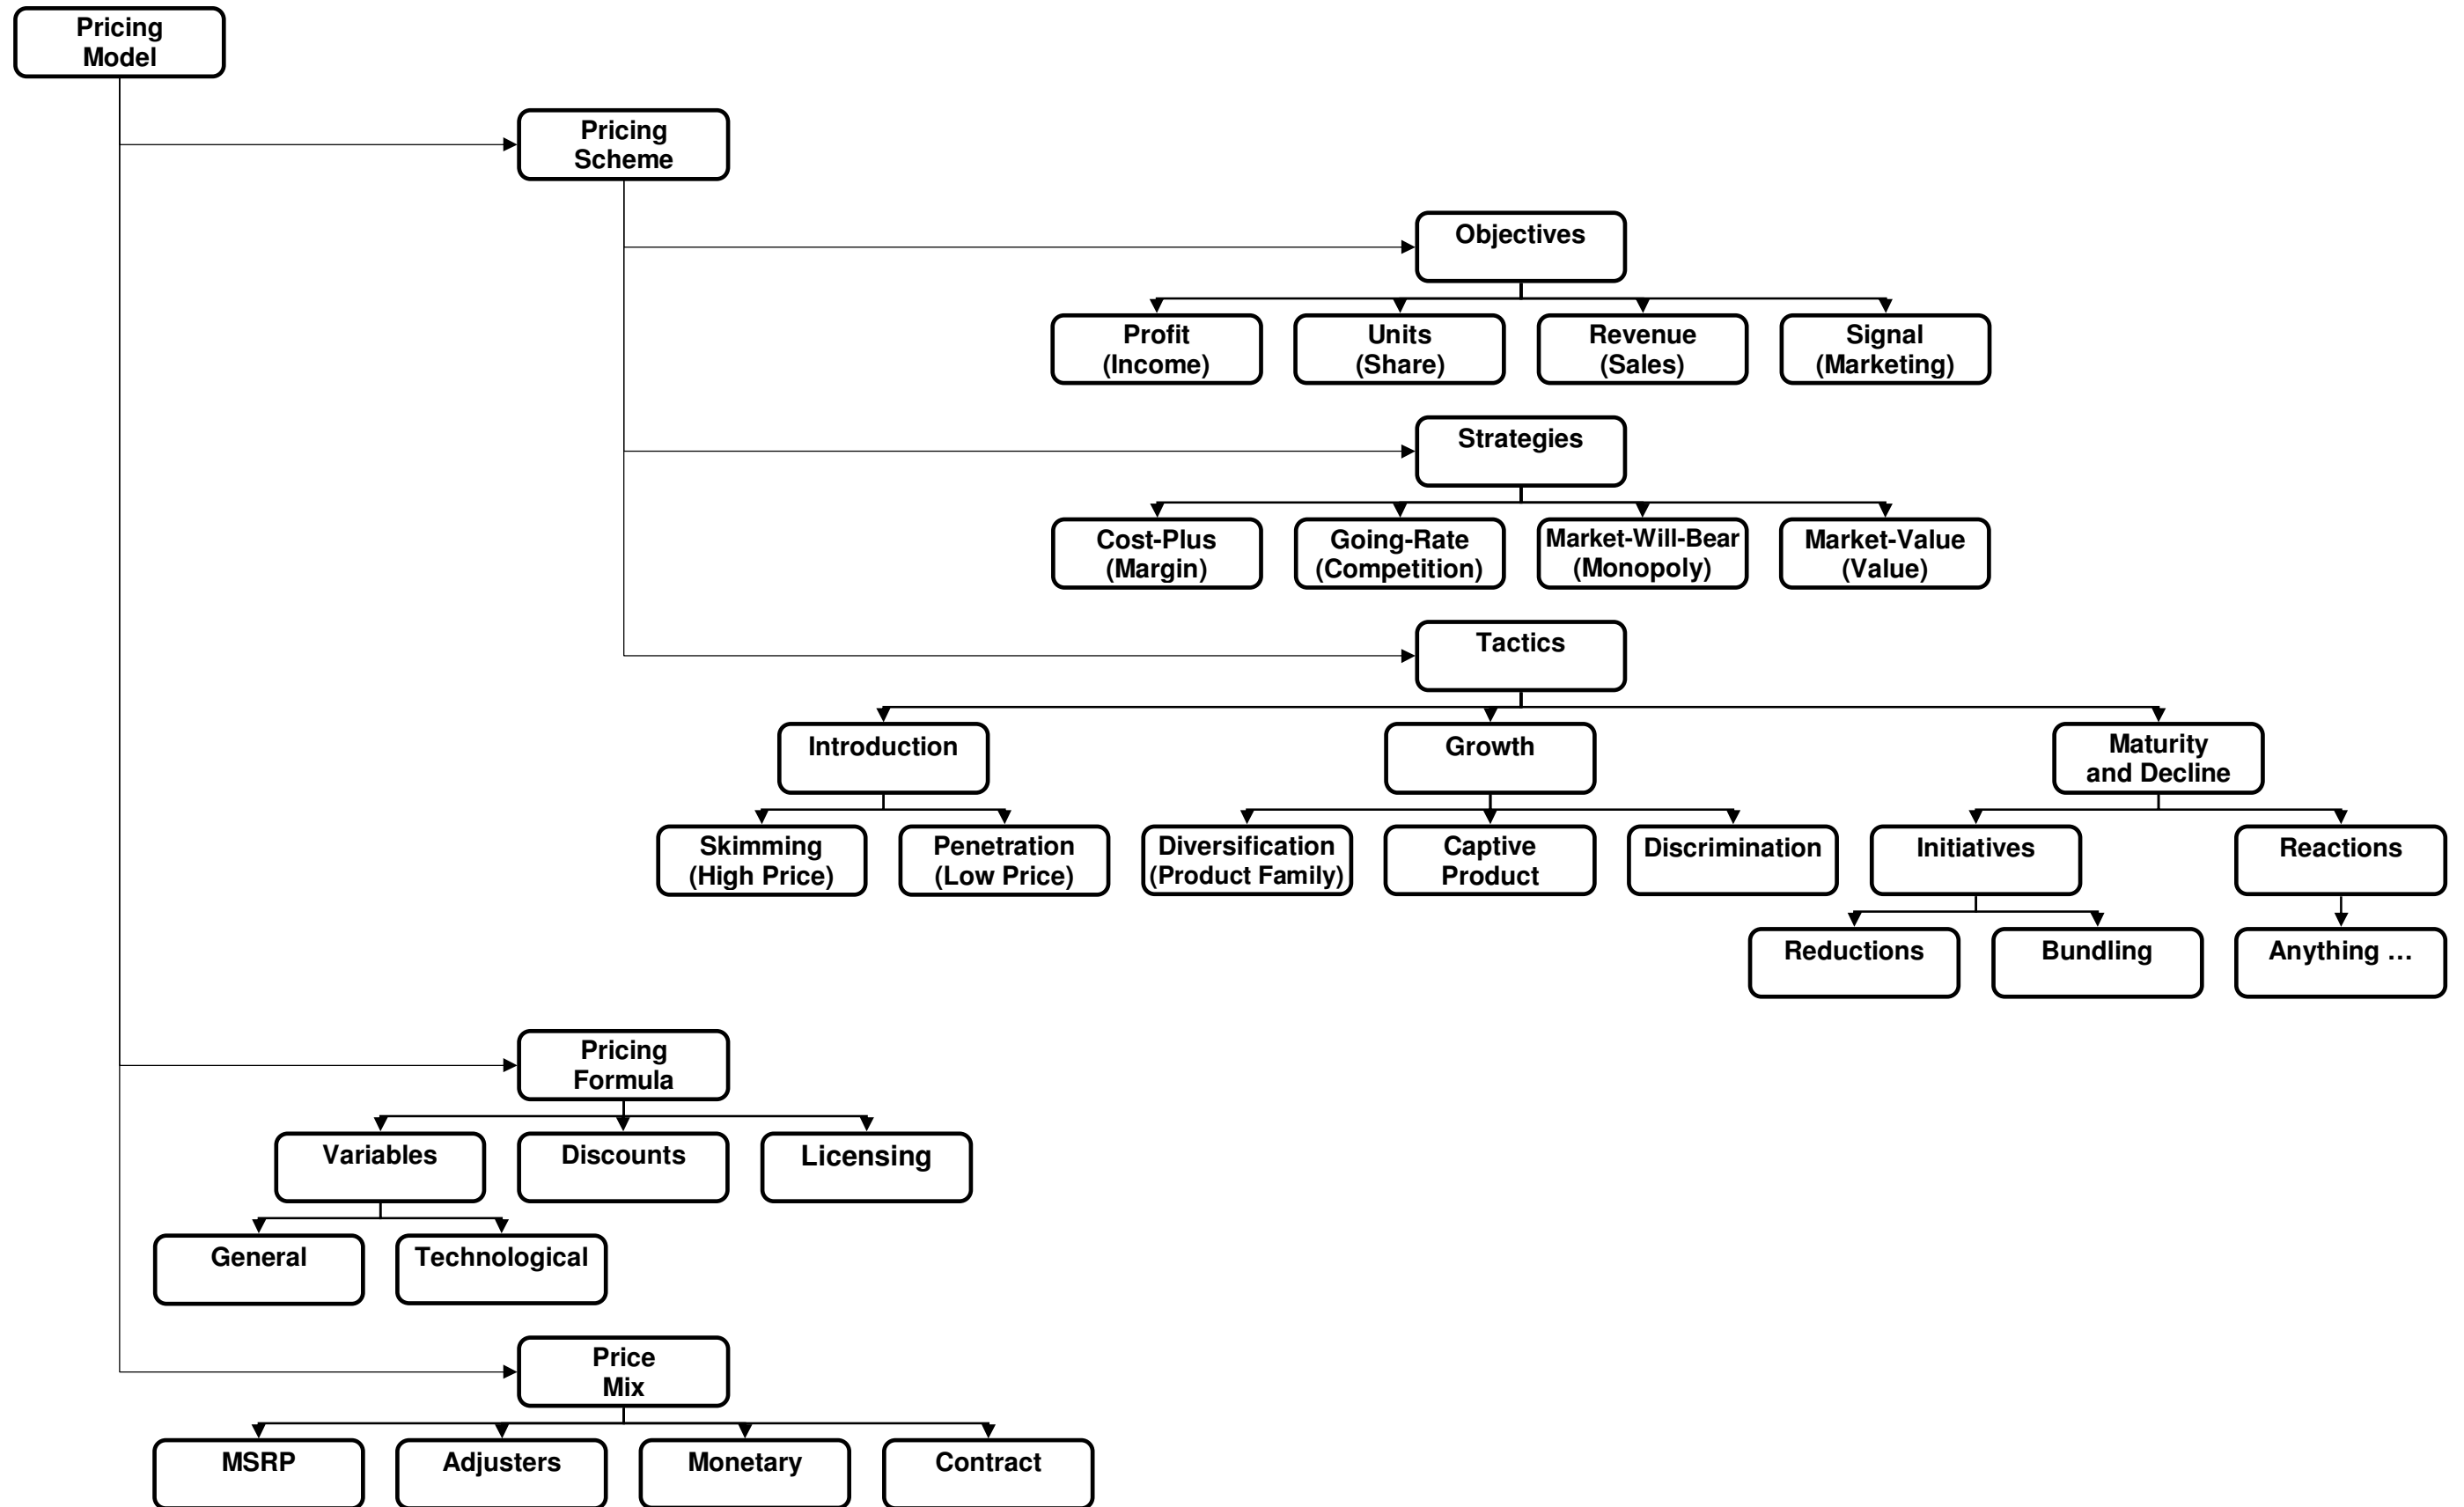 Pricing
Model
Pricing
Scheme
Objectives
Profit
(Income)
Units
(Share)
Revenue
(Sales)
Signal
(Marketing)
Strategies
Cost-Plus
(Margin)
Going-Rate
(Competition)
Market-Will-Bear
(Monopoly)
Market-Value
(Value)
Tactics
Introduction
Growth
Maturity
and Decline
Skimming
(High Price)
Penetration
(Low Price)
Diversification
(Product Family)
Captive
Product
Discrimination
Initiatives
Reactions
Reductions
Bundling
Anything …
Pricing
Formula
Variables
Discounts
Licensing
General
Technological
Price
Mix
MSRP
Adjusters
Monetary
Contract